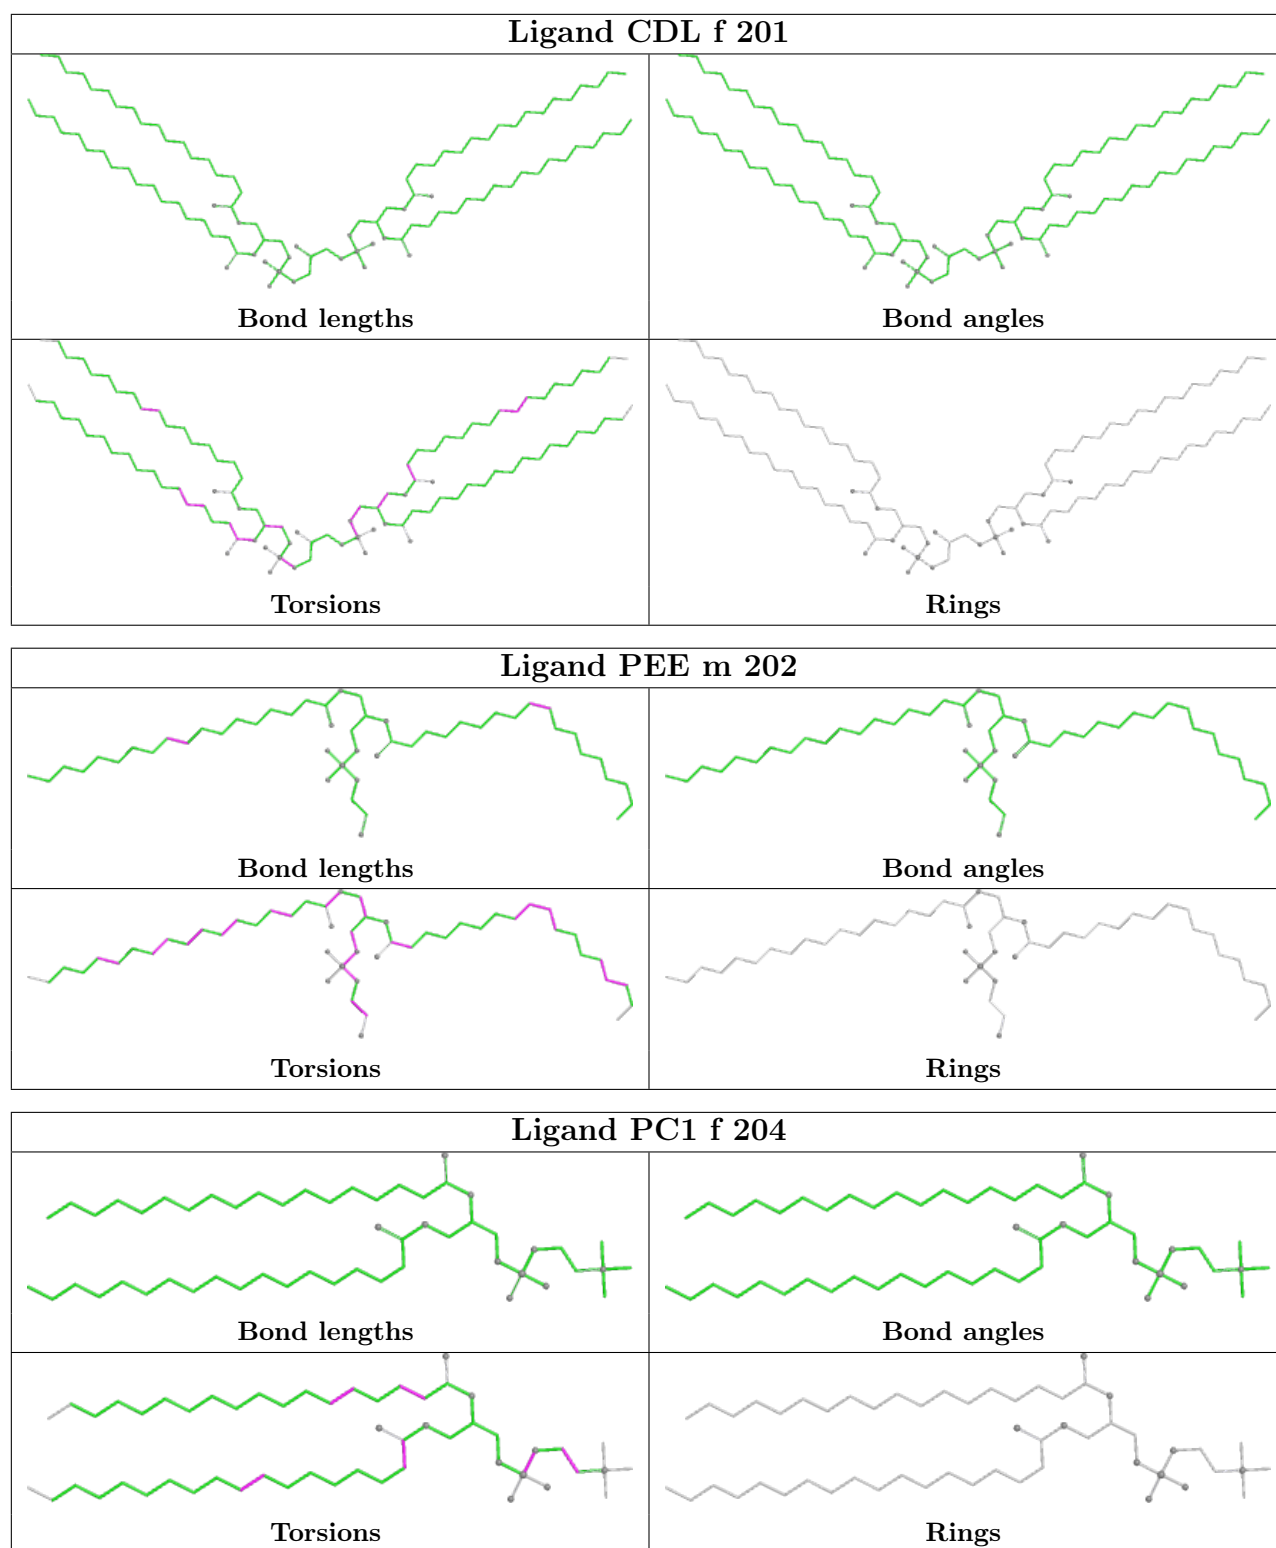 Ligand CDL f 201
Bond lengths
Bond angles
Torsions
Rings
Ligand PEE m 202
Bond lengths
Bond angles
Torsions
Rings
Ligand PC1 f 204
Bond lengths
Bond angles
Torsions
Rings